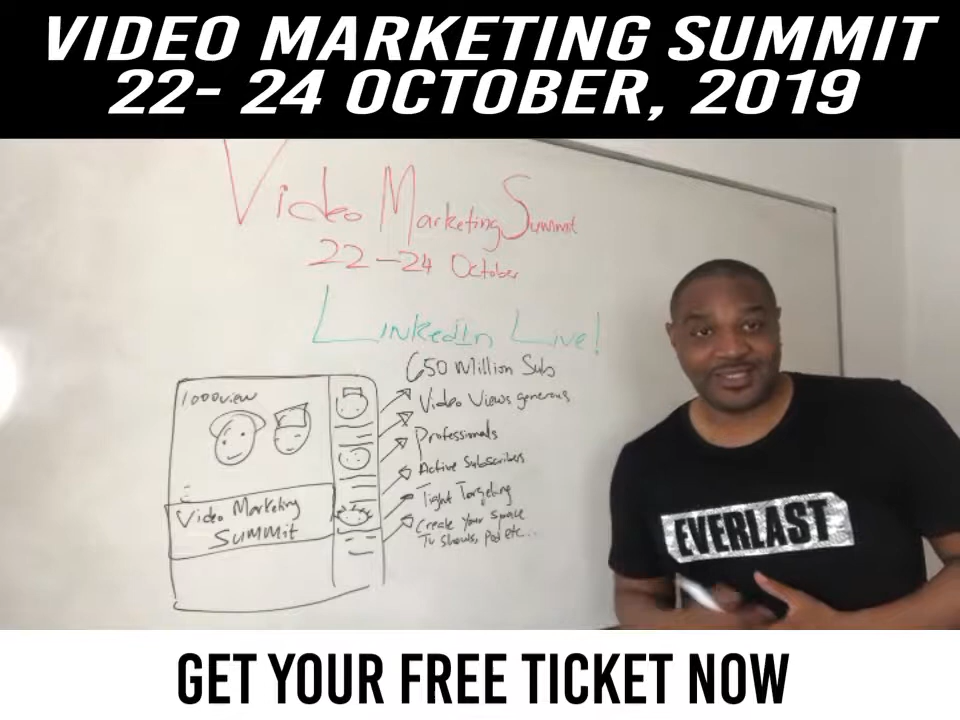 VIDEO MARKETING SUMMIT
22- 24 OCTOBER, 2019
Video Marketing Summit
22-24 October
LinkedIn Live!
650 Million Subs
1000 view
Video Views generous
Professionals
Active Subscribers
Tight Targeting
Video Marketing
Summit
Create Your Space
Tv Shows, Pod etc...
EVERLAST
GET YOUR FREE TICKET NOW